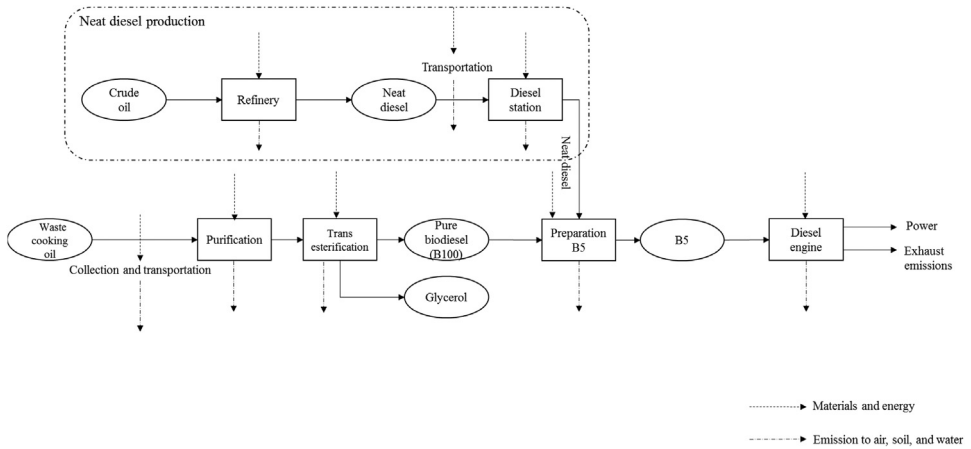 Neat diesel production
Transportation
Crude
oil
Refinery
Neat
diesel
Diesel
station
Neat diesel
Waste
cooking
oil
Collection and transportation
Purification
Trans
esterification
Pure
biodiesel
(B100)
Glycerol
Preparation
B5
B5
Diesel
engine
Power
Exhaust
emissions
Materials and energy
Emission to air, soil, and water